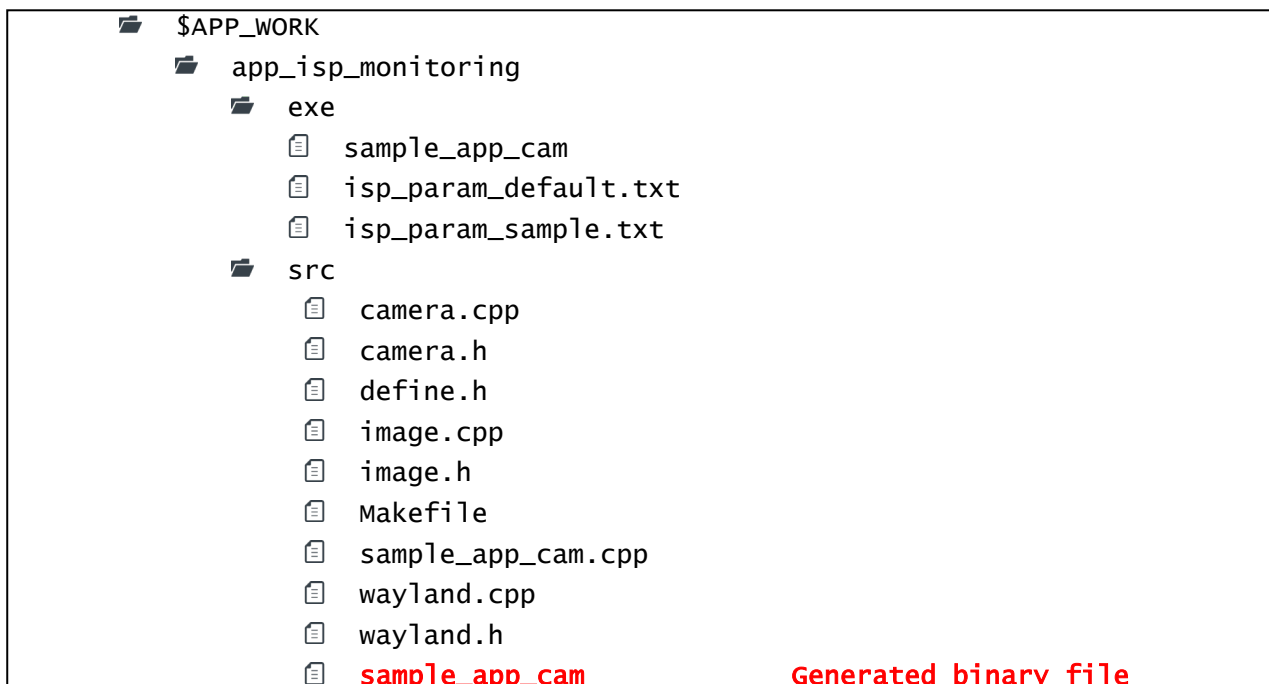 $APP_WORK
app_isp_monitoring
exe
sample_app_cam
isp_param_default.txt
isp_param_sample.txt
src
camera.cpp
camera.h
define.h
image.cpp
image.h
Makefile
sample_app_cam.cpp
wayland.cpp
wayland.h
sample_app_cam Generated binary file